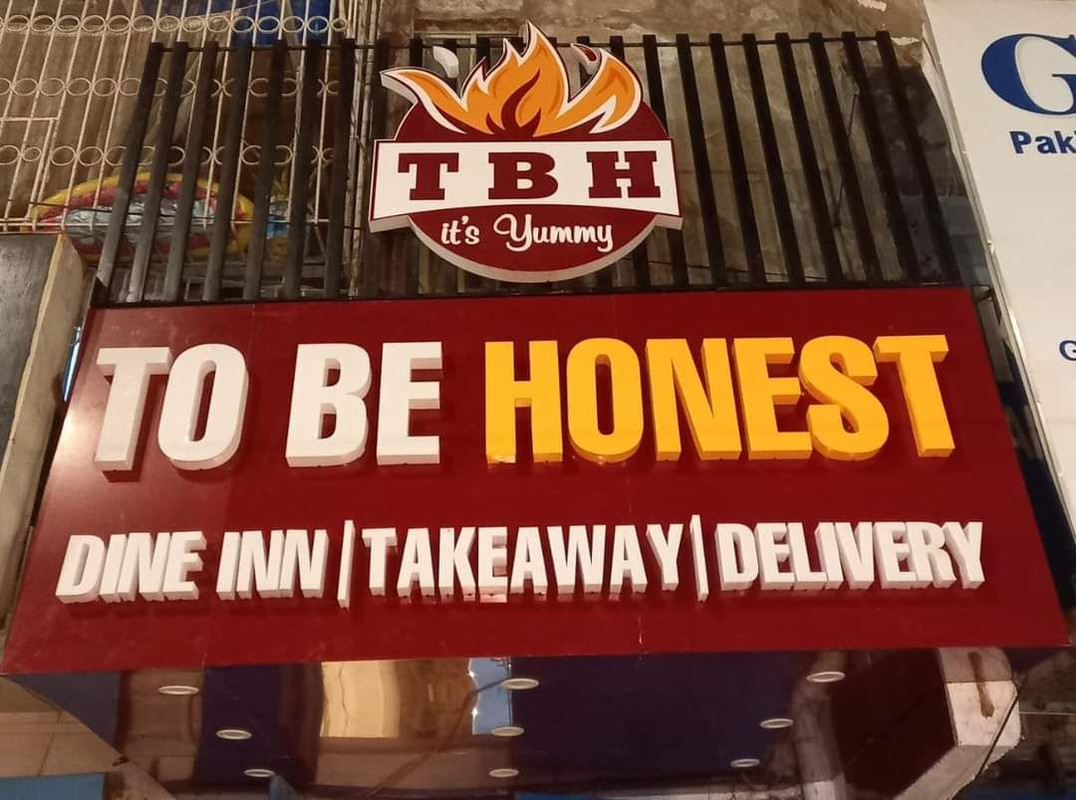 TBH
it's Yummy
TO BE HONEST
DINE INN|TAKEAWAY|DELIVERY